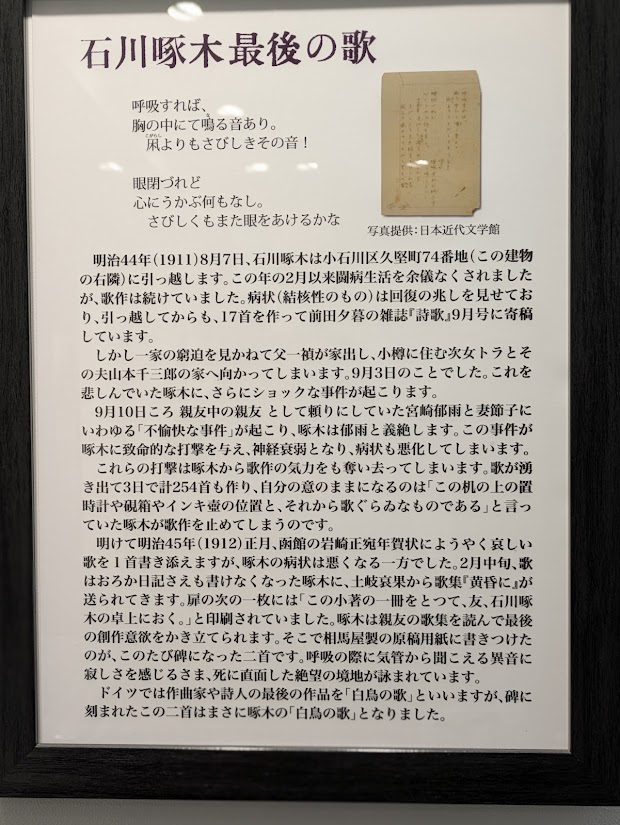 石川啄木最後の歌
呼吸すれば、
胸の中にて鳴る音あり。
凩よりもさびしきその音！
眼閉づれど
心にうかぶ何もなし。
さびしくもまた眼をあけるかな
写真提供：日本近代文学館
明治44年（1911）8月7日、石川啄木は小石川区久堅町74番地（この建物
の右隣）に引っ越します。この年の2月以来闘病生活を余儀なくされました
が、歌作は続けていました。病状（結核性のもの）は回復の兆しを見せてお
り、引っ越してからも、17首を作って前田夕暮の雑誌『詩歌』9月号に寄稿
しています。
しかし一家の窮迫を見かねて父一禎が家出し、小樽に住む次女トラとそ
の夫山本千三郎の家へ向かってしまいます。9月3日のことでした。これを
悲しんでいた啄木に、さらにショックな事件が起こります。
9月10日ころ 親友中の親友 として頼りにしていた宮崎郁雨と妻節子に
いわゆる「不愉快な事件」が起こり、啄木は郁雨と義絶します。この事件が
啄木に致命的な打撃を与え、神経衰弱となり、病状も悪化してしまいます。
これらの打撃は啄木から歌作の気力をも奪い去ってしまいます。歌が湧
き出て3日で計254首も作り、自分の意のままになるのは「この机の上の置
時計や硯箱やインキ壺の位置と、それから歌ぐらゐなものである」と言っ
ていた啄木が歌作を止めてしまうのです。
明けて明治45年（1912）正月、函館の岩崎正宛年賀状にようやく哀しい
歌を１首書き添えますが、啄木の病状は悪くなる一方でした。2月中旬、歌
はおろか日記さえも書けなくなった啄木に、土岐哀果から歌集『黄昏に』が
送られてきます。扉の次の一枚には「この小著の一冊をとつて、友、石川啄
木の卓上におく。」と印刷されていました。啄木は親友の歌集を読んで最後
の創作意欲をかき立てられます。そこで相馬屋製の原稿用紙に書きつけた
のが、このたび碑になった二首です。呼吸の際に気管から聞こえる異音に
寂しさを感じるさま、死に直面した絶望の境地が詠まれています。
ドイツでは作曲家や詩人の最後の作品を「白鳥の歌」といいますが、碑に
刻まれたこの二首はまさに啄木の「白鳥の歌」となりました。